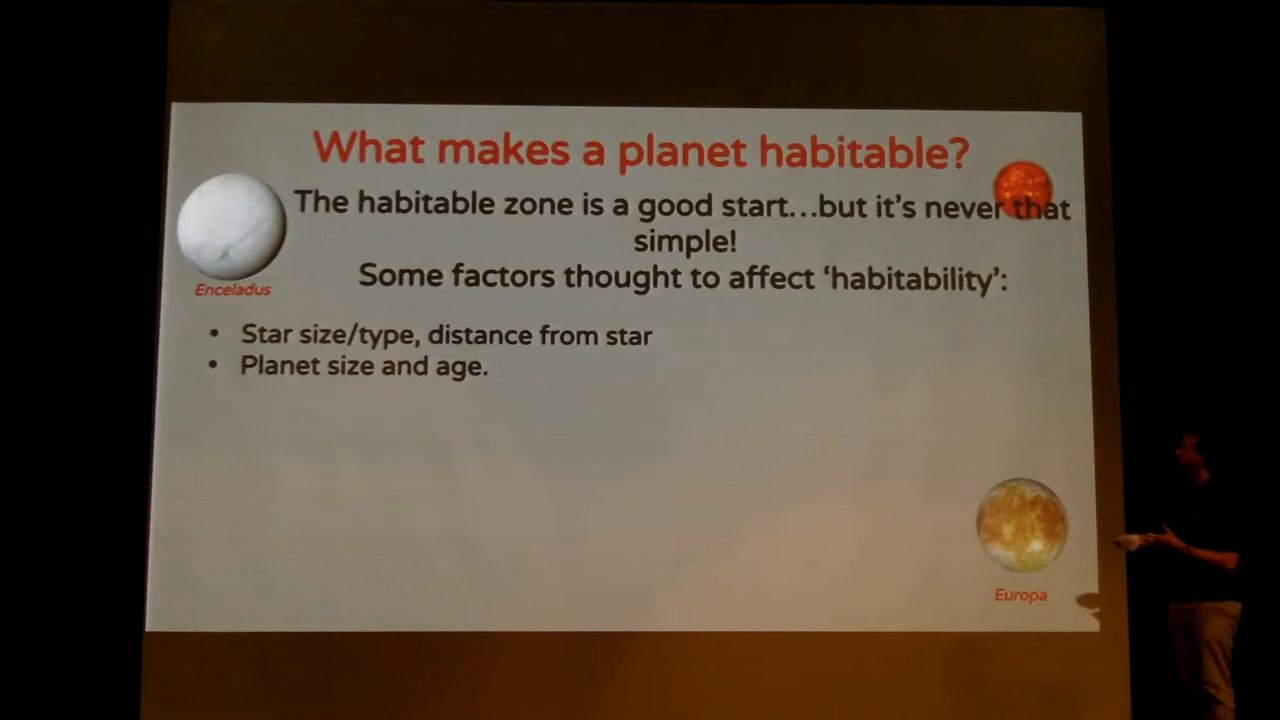 What makes a planet habitable?
The habitable zone is a good start...but it's never that
simple!
Some factors thought to affect ‘habitability’:
Enceladus
• Star size/type, distance from star
• Planet size and age.
Europa